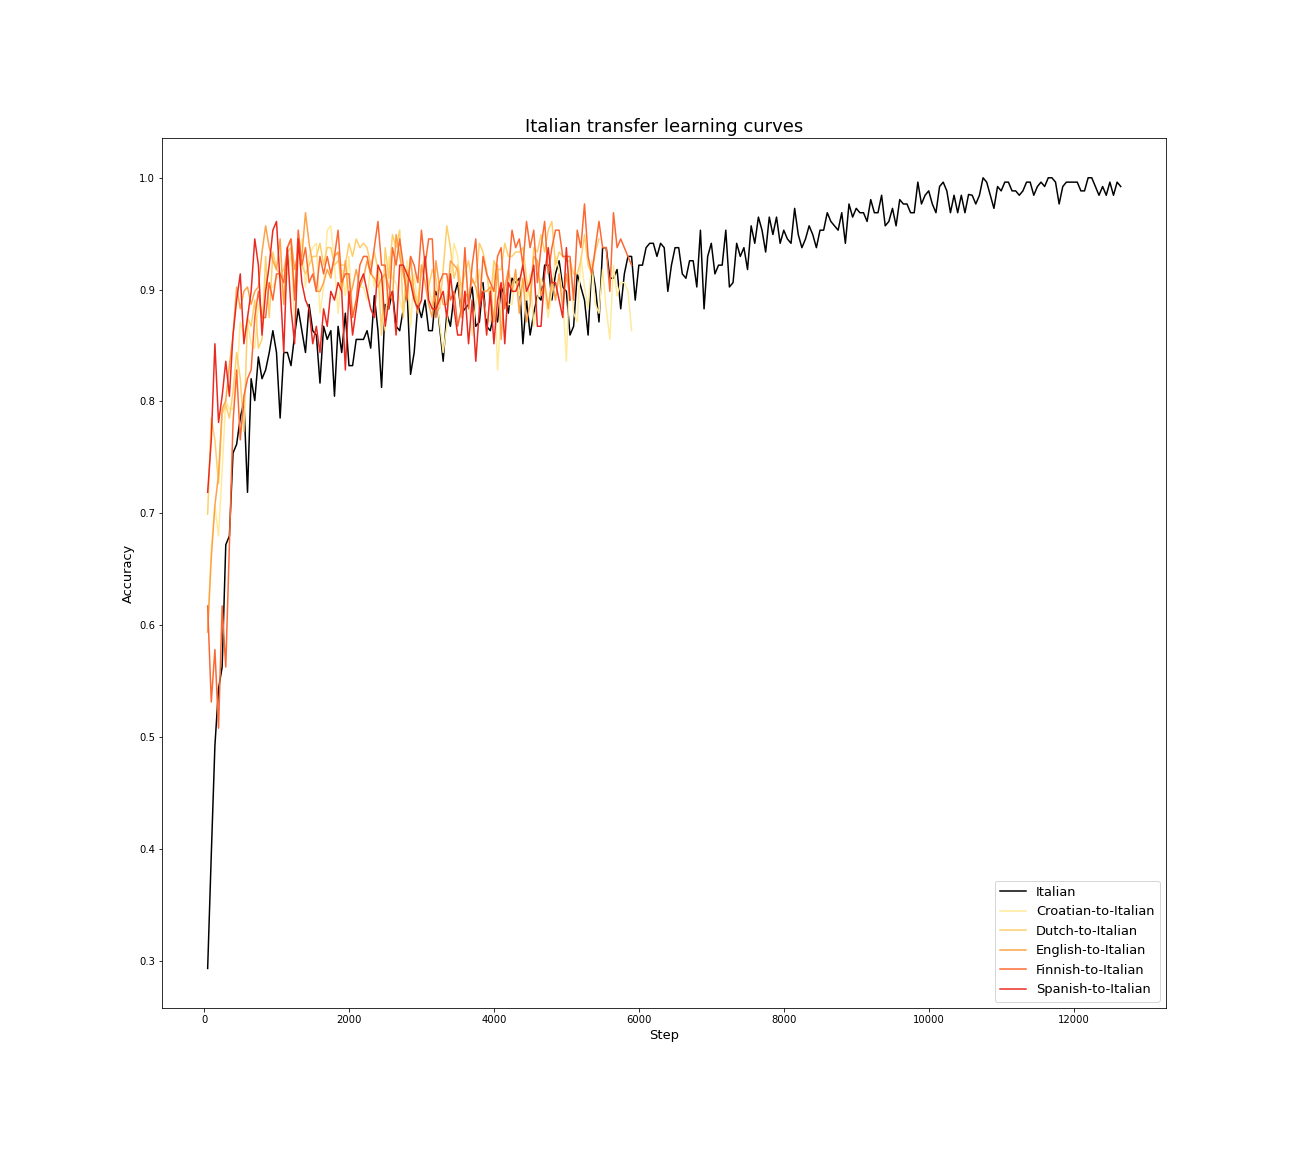 Italian transfer learning curves
1.0
0.9
0.8
0.7
0.6
0.5
0.4
0.3
Accuracy
Italian
Croatian-to-Italian
Dutch-to-Italian
English-to-Italian
Finnish-to-Italian
Spanish-to-Italian
0 2000 4000 6000 8000 10000 12000
Step